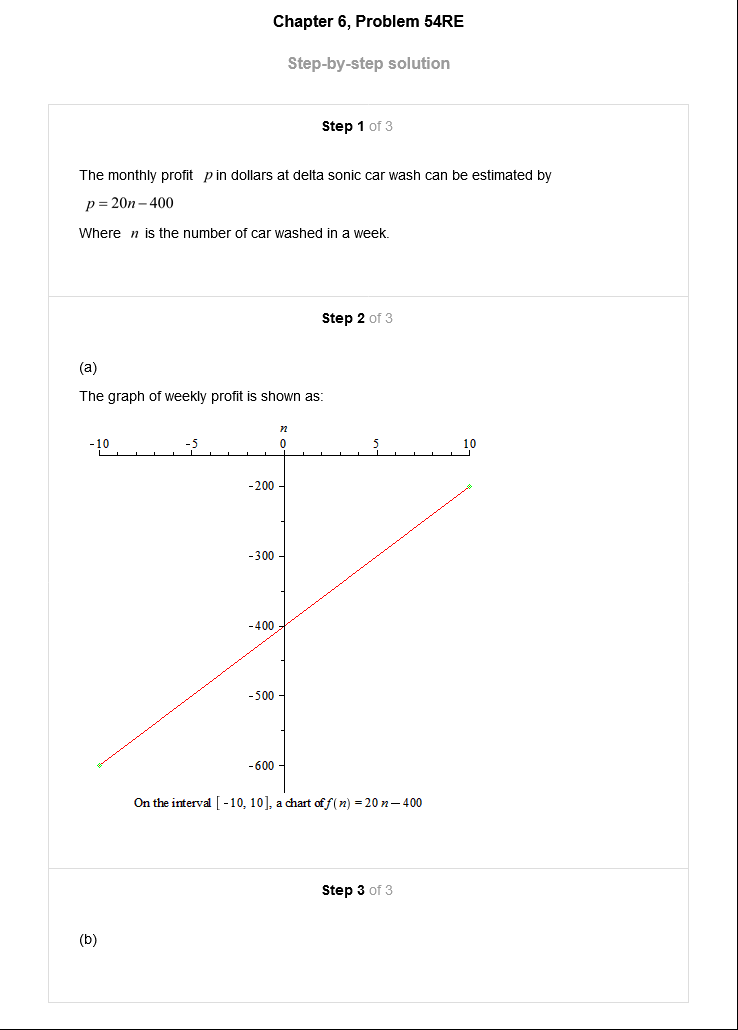 Chapter 6, Problem 54RE
Step-by-step solution
Step 1 of 3
The monthly profit p in dollars at delta sonic car wash can be estimated by
p = 20n – 400
Where n is the number of car washed in a week.
Step 2 of 3
(a)
The graph of weekly profit is shown as:
n
-10 -5 0 5 10
-200
-300
-400
-500
-600
On the interval [ -10, 10], a chart of f( n) = 20 n – 400
Step 3 of 3
(b)